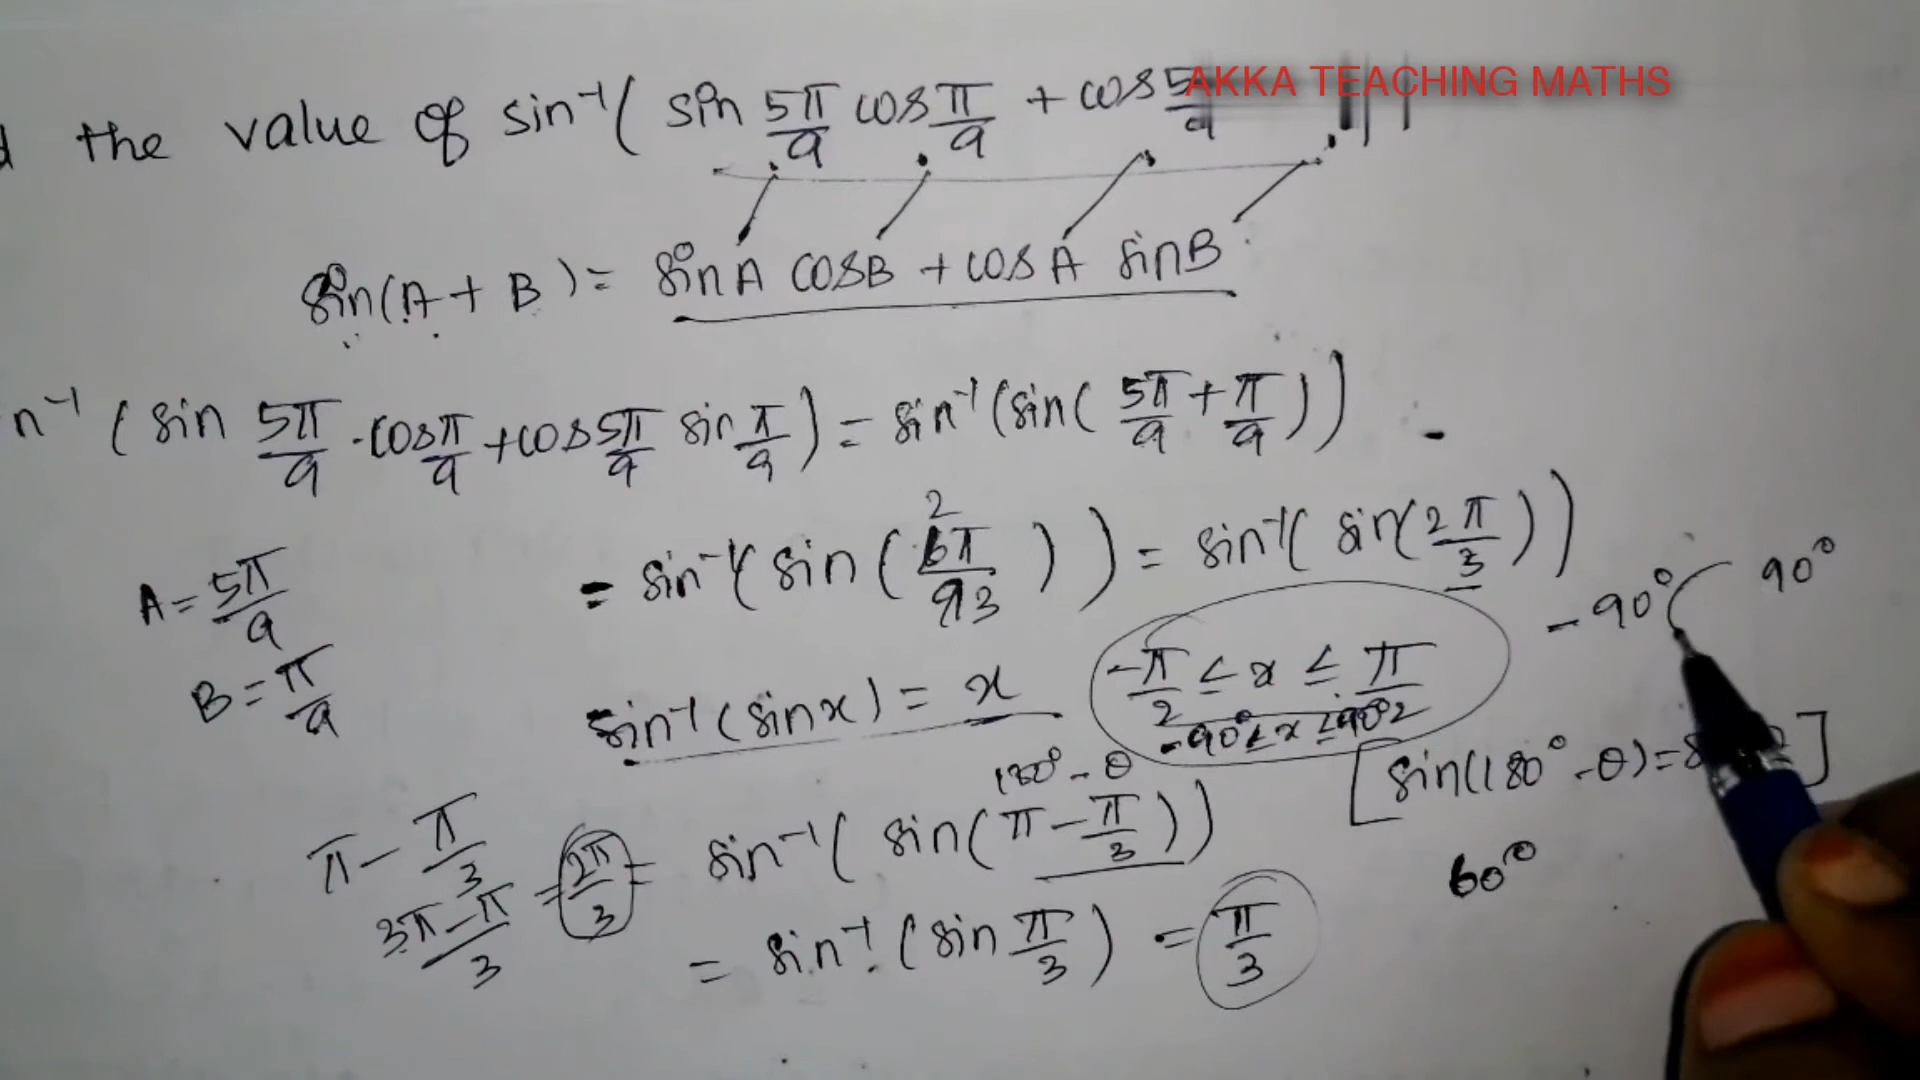 AKKA TEACHING MATHS
the value of sin⁻¹( sin 5π/9 cos π/9 + cos 5
sin(A + B) = sinA cosB + cosA sinB
n⁻¹ ( sin 5π/9 . cos π/9 + cos 5π/9 sin π/9 ) = sin⁻¹(sin( 5π/9 + π/9 ))
A = 5π/9
= sin⁻¹( sin ( 6π/9 2 3 ) ) = sin⁻¹( sin( 2π/3 ))
-90° 90°
B = π/9
sin⁻¹(sin x) = x
-π/2 ≤ x ≤ π/2
-90° ≤ x ≤ 90°
180° - θ
[ sin(180° - θ) = ]
π - π/3
= sin⁻¹( sin( π - π/3 ))
3π - π/3 = 2π/3
60°
= sin⁻¹ ( sin π/3 ) = π/3